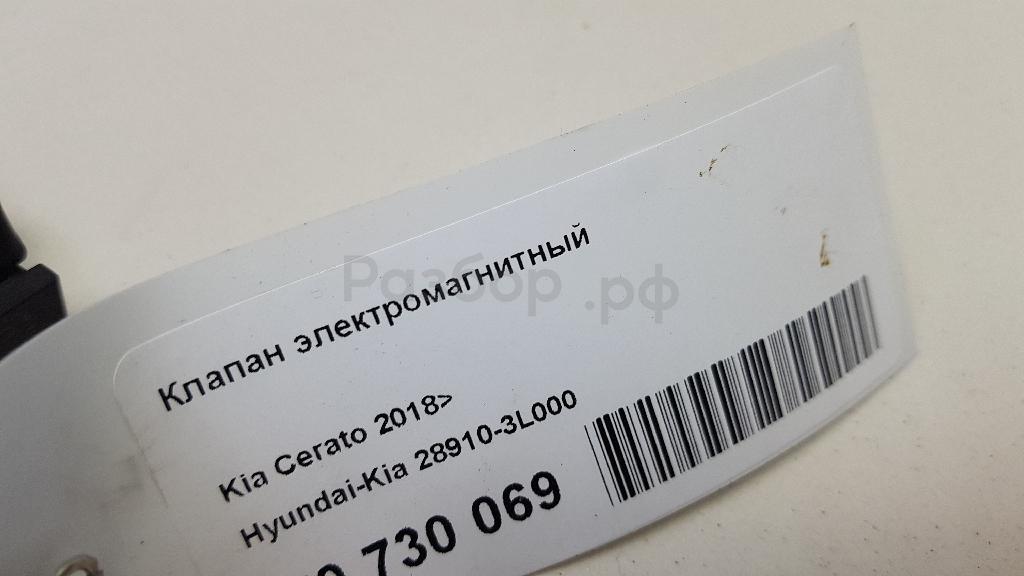 Клапан электромагнитный
Разбор.рф
Kia Cerato 2018>
Hyundai-Kia 28910-3L000
730 069